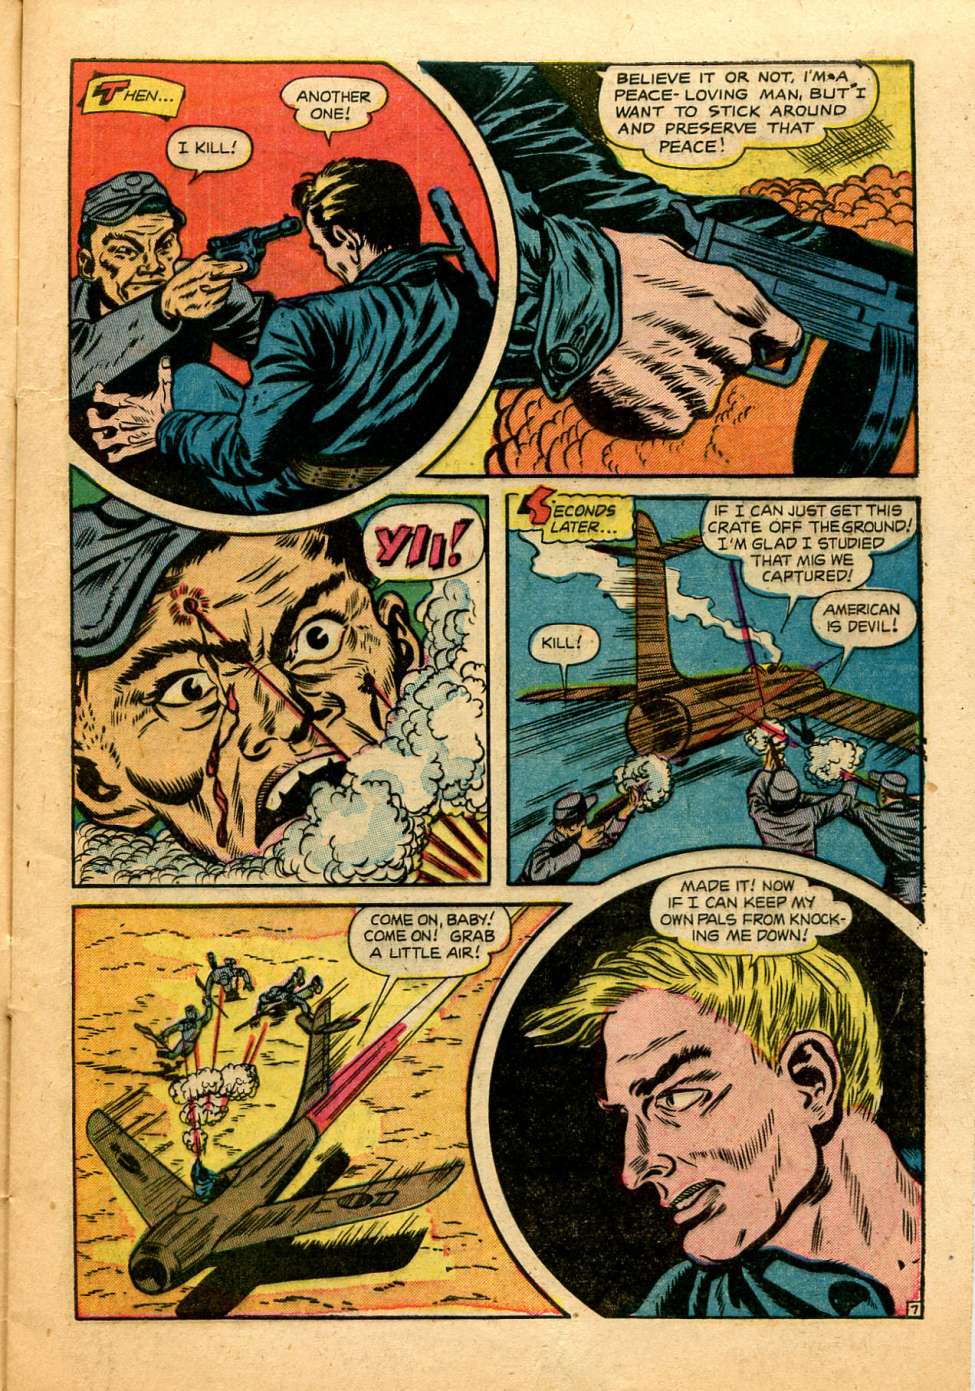 THEN...
I KILL!
ANOTHER
ONE!
BELIEVE IT OR NOT, I'M A
PEACE-LOVING MAN, BUT I
WANT TO STICK AROUND
AND PRESERVE THAT
PEACE!
YIII!
SECONDS
LATER...
IF I CAN JUST GET THIS
CRATE OFF THE GROUND!
I'M GLAD I STUDIED
THAT MIG WE
CAPTURED!
KILL!
AMERICAN
IS DEVIL!
COME ON, BABY!
COME ON! GRAB
A LITTLE AIR!
MADE IT! NOW
IF I CAN KEEP MY
OWN PALS FROM KNOCK-
ING ME DOWN!
7